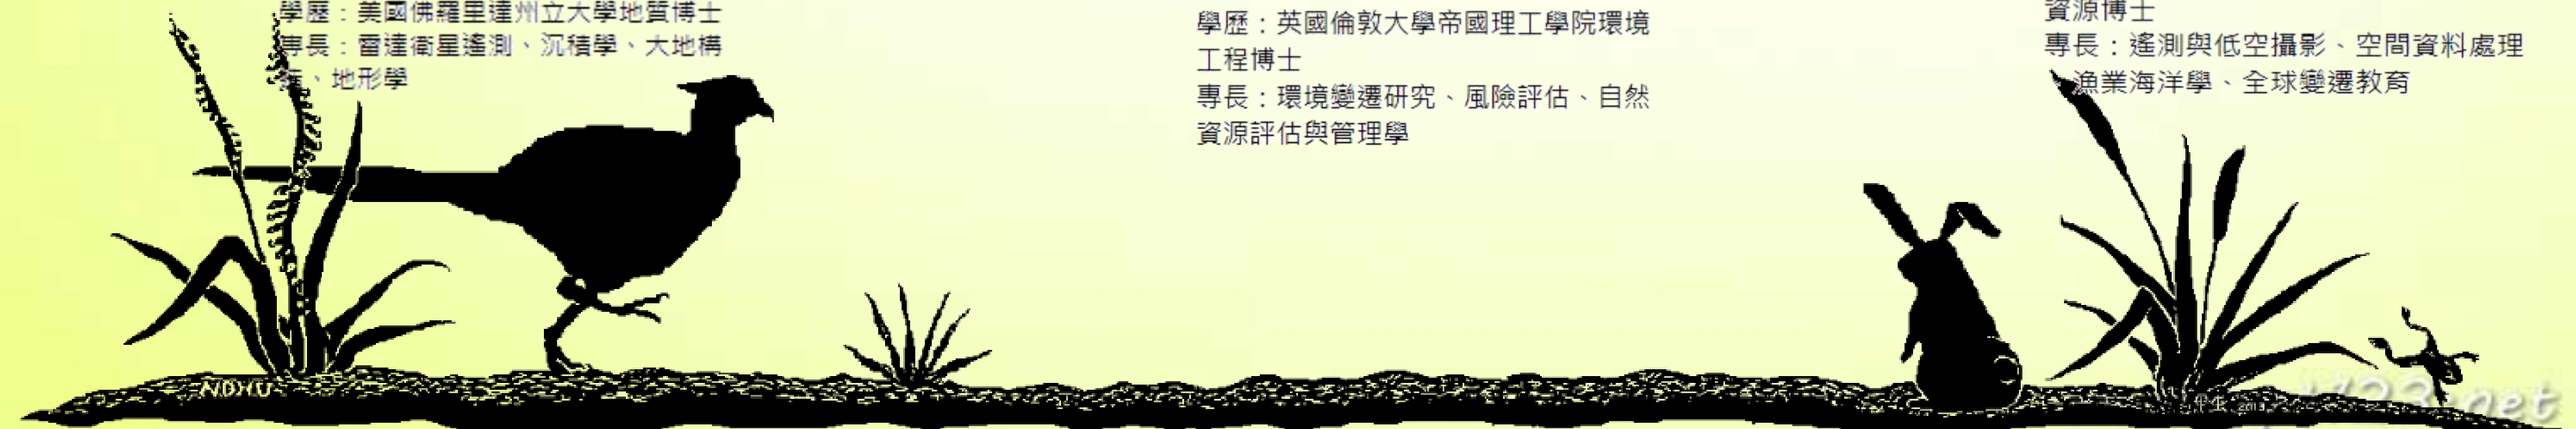 學歷：美國佛羅里達州立大學地質博士
專長：雷達衛星遙測、沉積學、大地構
、地形學
學歷：英國倫敦大學帝國理工學院環境
工程博士
專長：環境變遷研究、風險評估、自然
資源評估與管理學
資源博士
專長：遙測與低空攝影、空間資料處理
漁業海洋學、全球變遷教育
NDHU